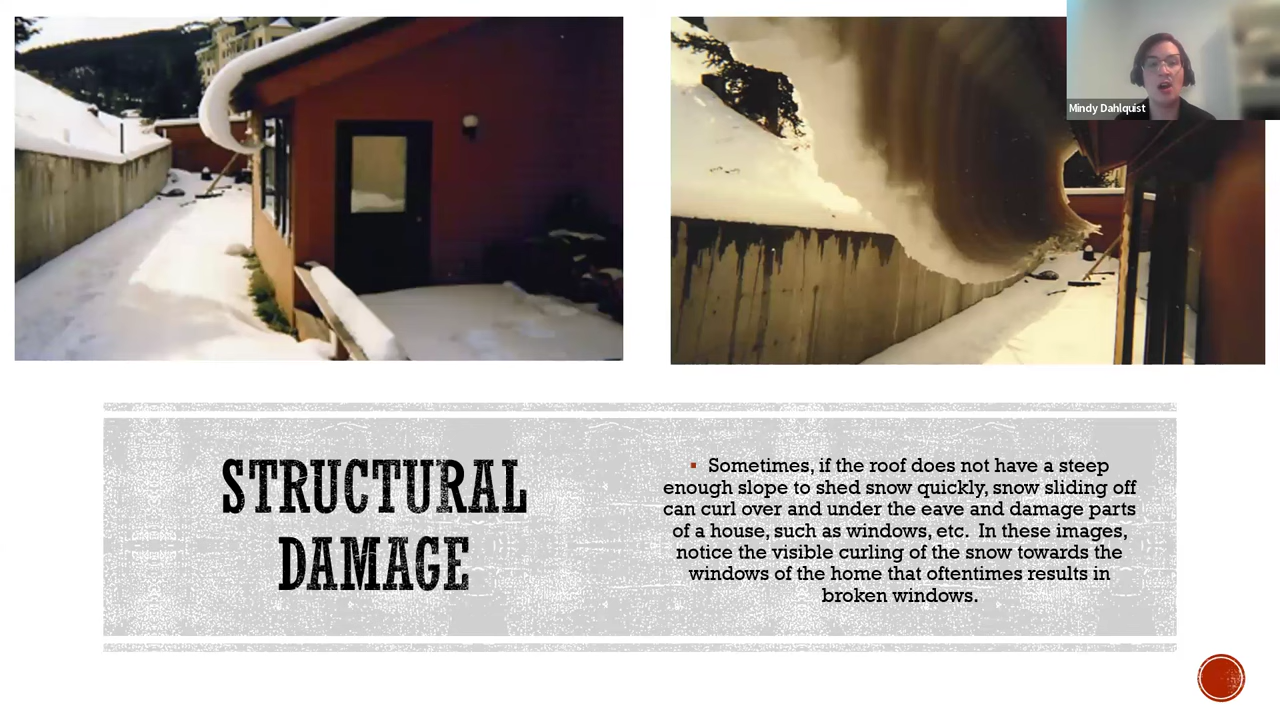 Mindy Dahlquist
STRUCTURAL
DAMAGE
▪ Sometimes, if the roof does not have a steep
enough slope to shed snow quickly, snow sliding off
can curl over and under the eave and damage parts
of a house, such as windows, etc.  In these images,
notice the visible curling of the snow towards the
windows of the home that oftentimes results in
broken windows.